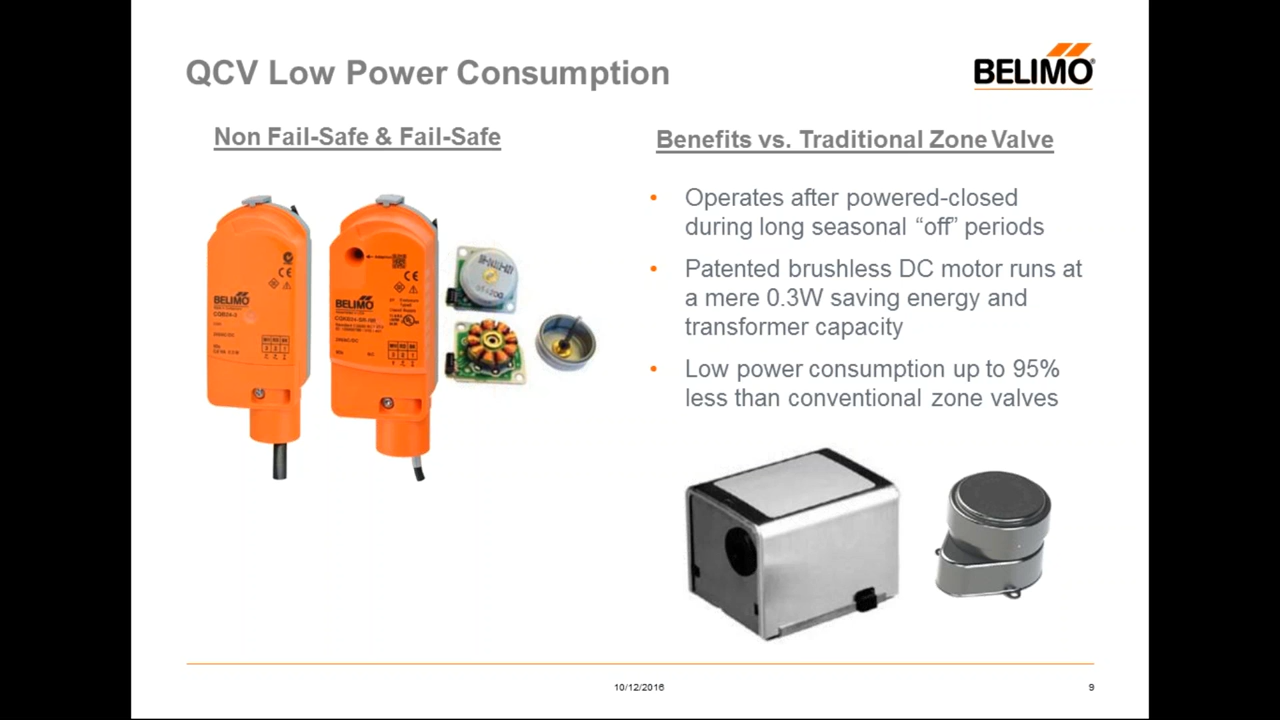 QCV Low Power Consumption
BELIMO
Non Fail-Safe & Fail-Safe
Benefits vs. Traditional Zone Valve
• Operates after powered-closed
during long seasonal “off” periods
• Patented brushless DC motor runs at
a mere 0.3W saving energy and
transformer capacity
• Low power consumption up to 95%
less than conventional zone valves
BELIMO
BELIMO
10/12/2016
9